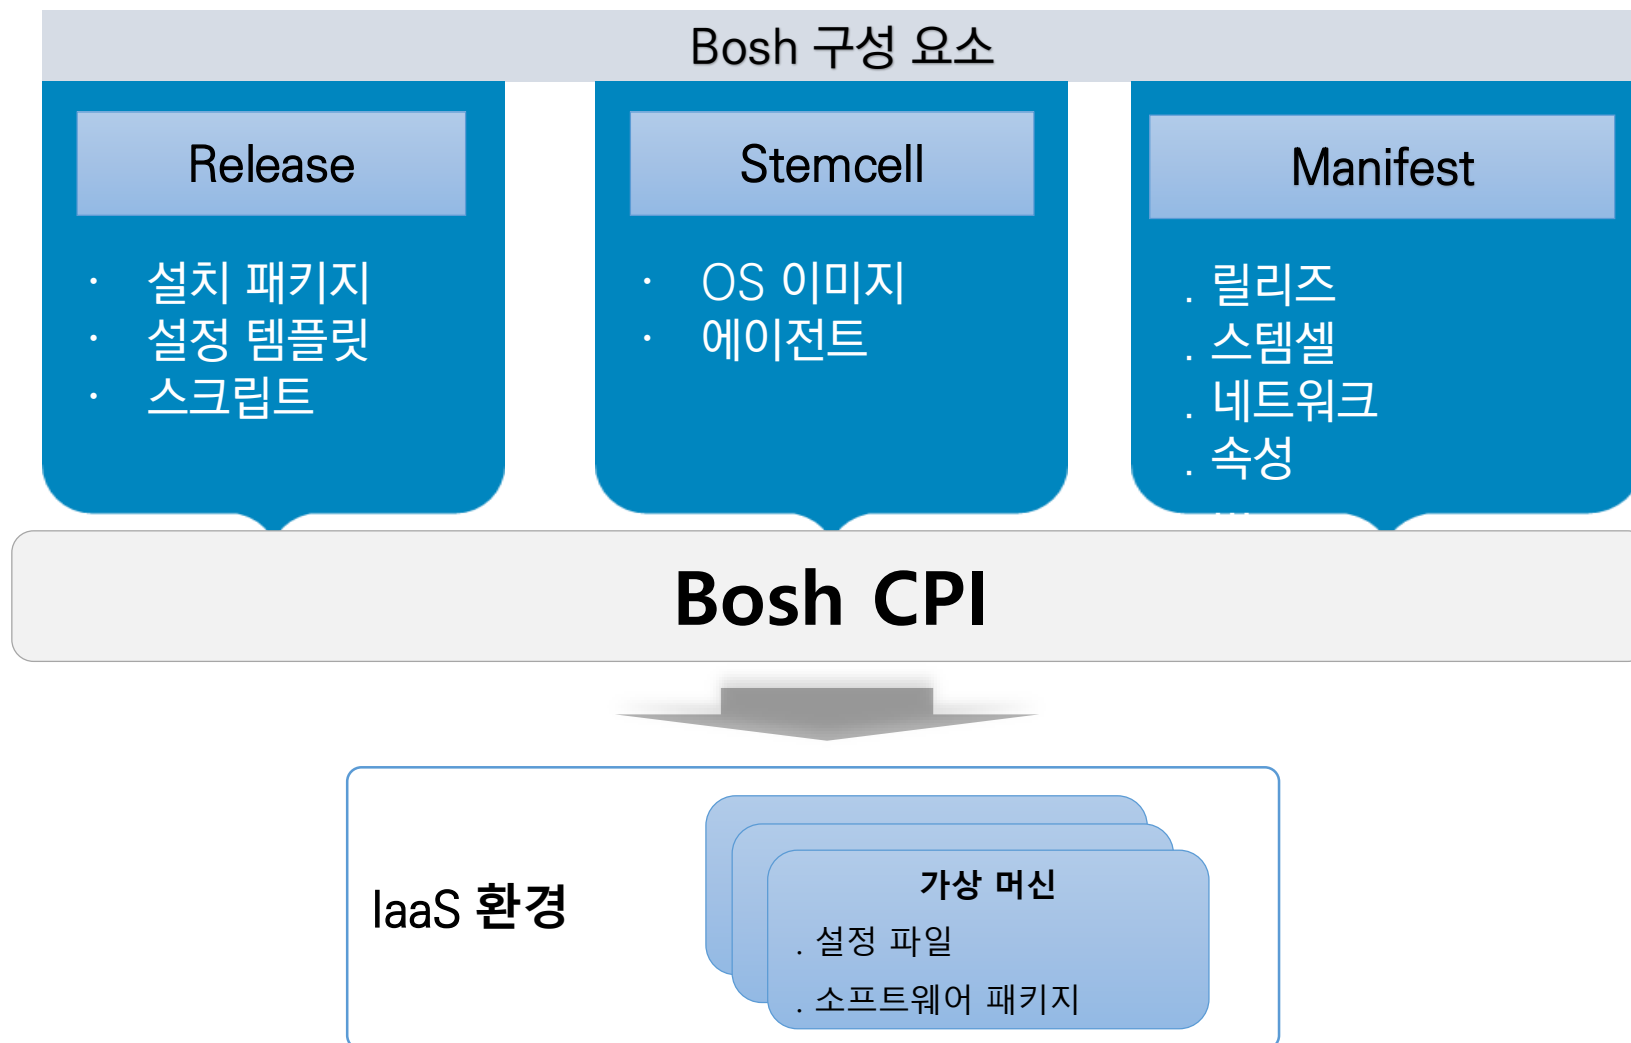 Bosh 구성 요소
Release
· 설치 패키지
· 설정 템플릿
· 스크립트
Stemcell
· OS 이미지
· 에이전트
Manifest
. 릴리즈
. 스템셀
. 네트워크
. 속성
Bosh CPI
IaaS 환경
가상 머신
. 설정 파일
. 소프트웨어 패키지